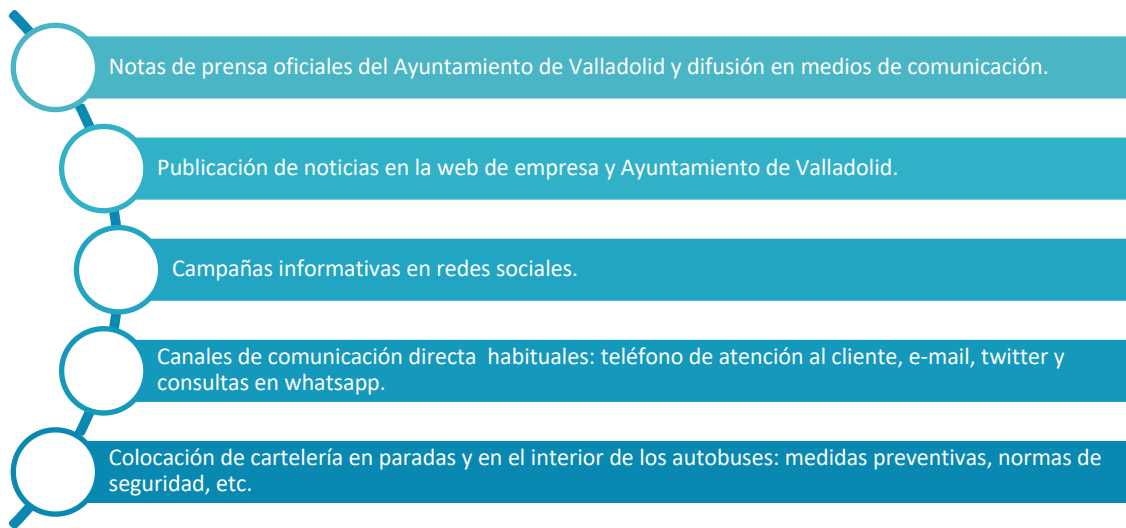 Notas de prensa oficiales del Ayuntamiento de Valladolid y difusión en medios de comunicación.
Publicación de noticias en la web de empresa y Ayuntamiento de Valladolid.
Campañas informativas en redes sociales.
Canales de comunicación directa  habituales: teléfono de atención al cliente, e-mail, twitter y
consultas en whatsapp.
Colocación de cartelería en paradas y en el interior de los autobuses: medidas preventivas, normas de
seguridad, etc.